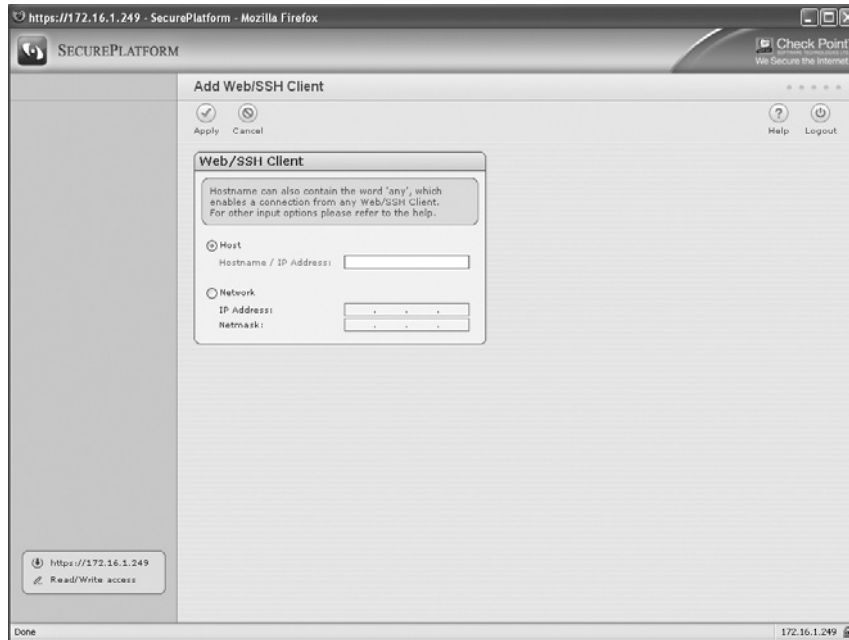 https://172.16.1.249 - SecurePlatform - Mozilla Firefox
SECUREPLATFORM
Check Point
SOFTWARE TECHNOLOGIES LTD.
We Secure the Internet
Add Web/SSH Client
Apply Cancel
Help Logout
Web/SSH Client
Hostname can also contain the word 'any', which
enables a connection from any Web/SSH Client.
For other input options please refer to the help.
Host
Hostname / IP Address:
Network
IP Address:
Netmask:
https://172.16.1.249
Read/Write access
Done
172.16.1.249